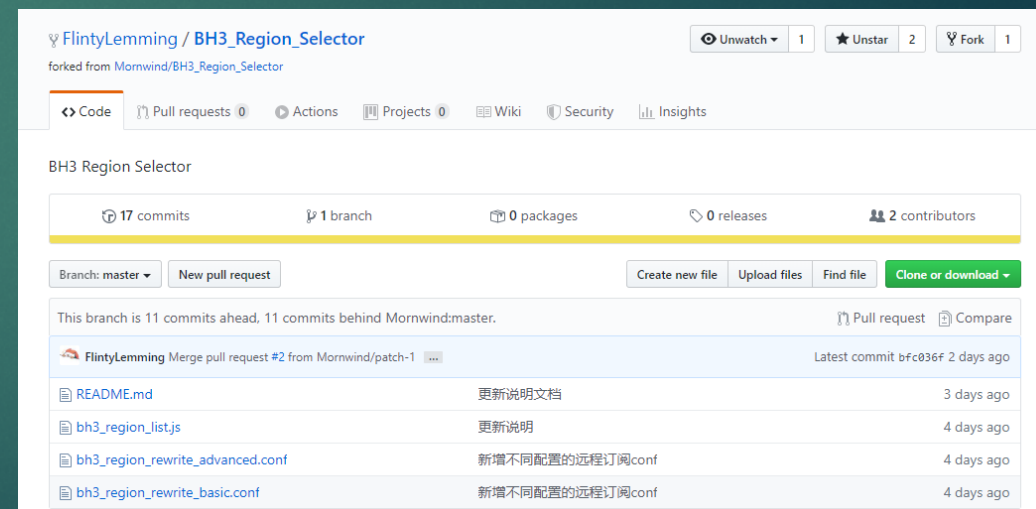 FlintyLemming / BH3_Region_Selector
Unwatch 1 Unstar 2 Fork 1
forked from Mornwind/BH3_Region_Selector
Code Pull requests 0 Actions Projects 0 Wiki Security Insights
BH3 Region Selector
17 commits 1 branch 0 packages 0 releases 2 contributors
Branch: master New pull request Create new file Upload files Find file Clone or download
This branch is 11 commits ahead, 11 commits behind Mornwind:master. Pull request Compare
FlintyLemming Merge pull request #2 from Mornwind/patch-1 ... Latest commit bfc036f 2 days ago
README.md 更新说明文档 3 days ago
bh3_region_list.js 更新说明 4 days ago
bh3_region_rewrite_advanced.conf 新增不同配置的远程订阅conf 4 days ago
bh3_region_rewrite_basic.conf 新增不同配置的远程订阅conf 4 days ago